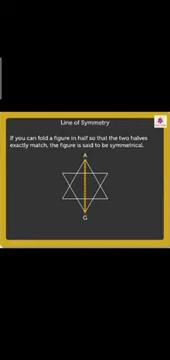 Line of Symmetry
If you can fold a figure in half so that the two halves
exactly match, the figure is said to be symmetrical.
A
G